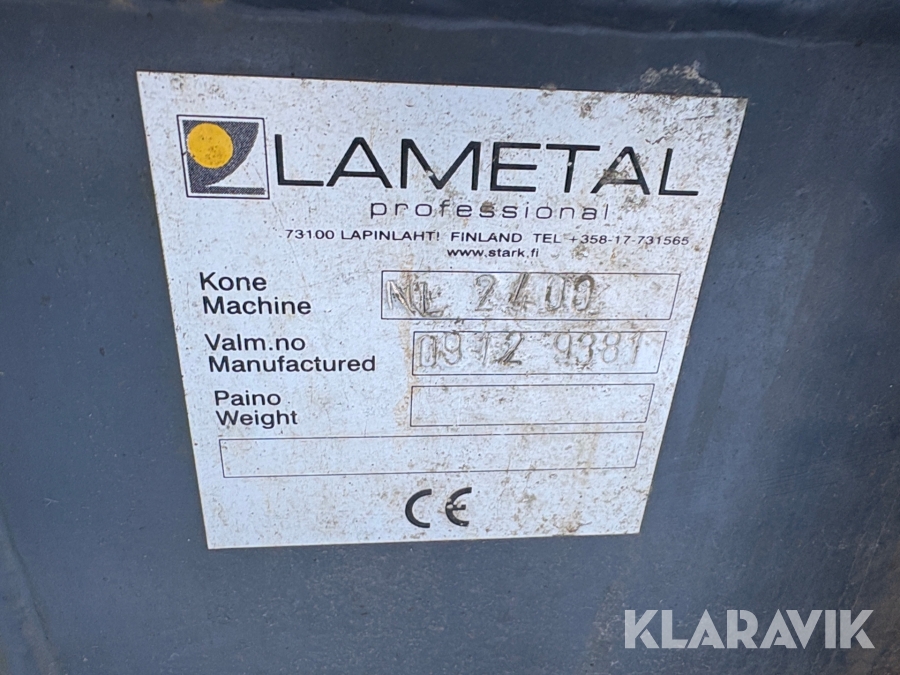 LAMETAL
professional
73100 LAPINLAHTI FINLAND TEL +358-17-731565
www.stark.fi
Kone
Machine
NL 2400
Valm.no
Manufactured
0912 9381
Paino
Weight
CE
KLARAVIK